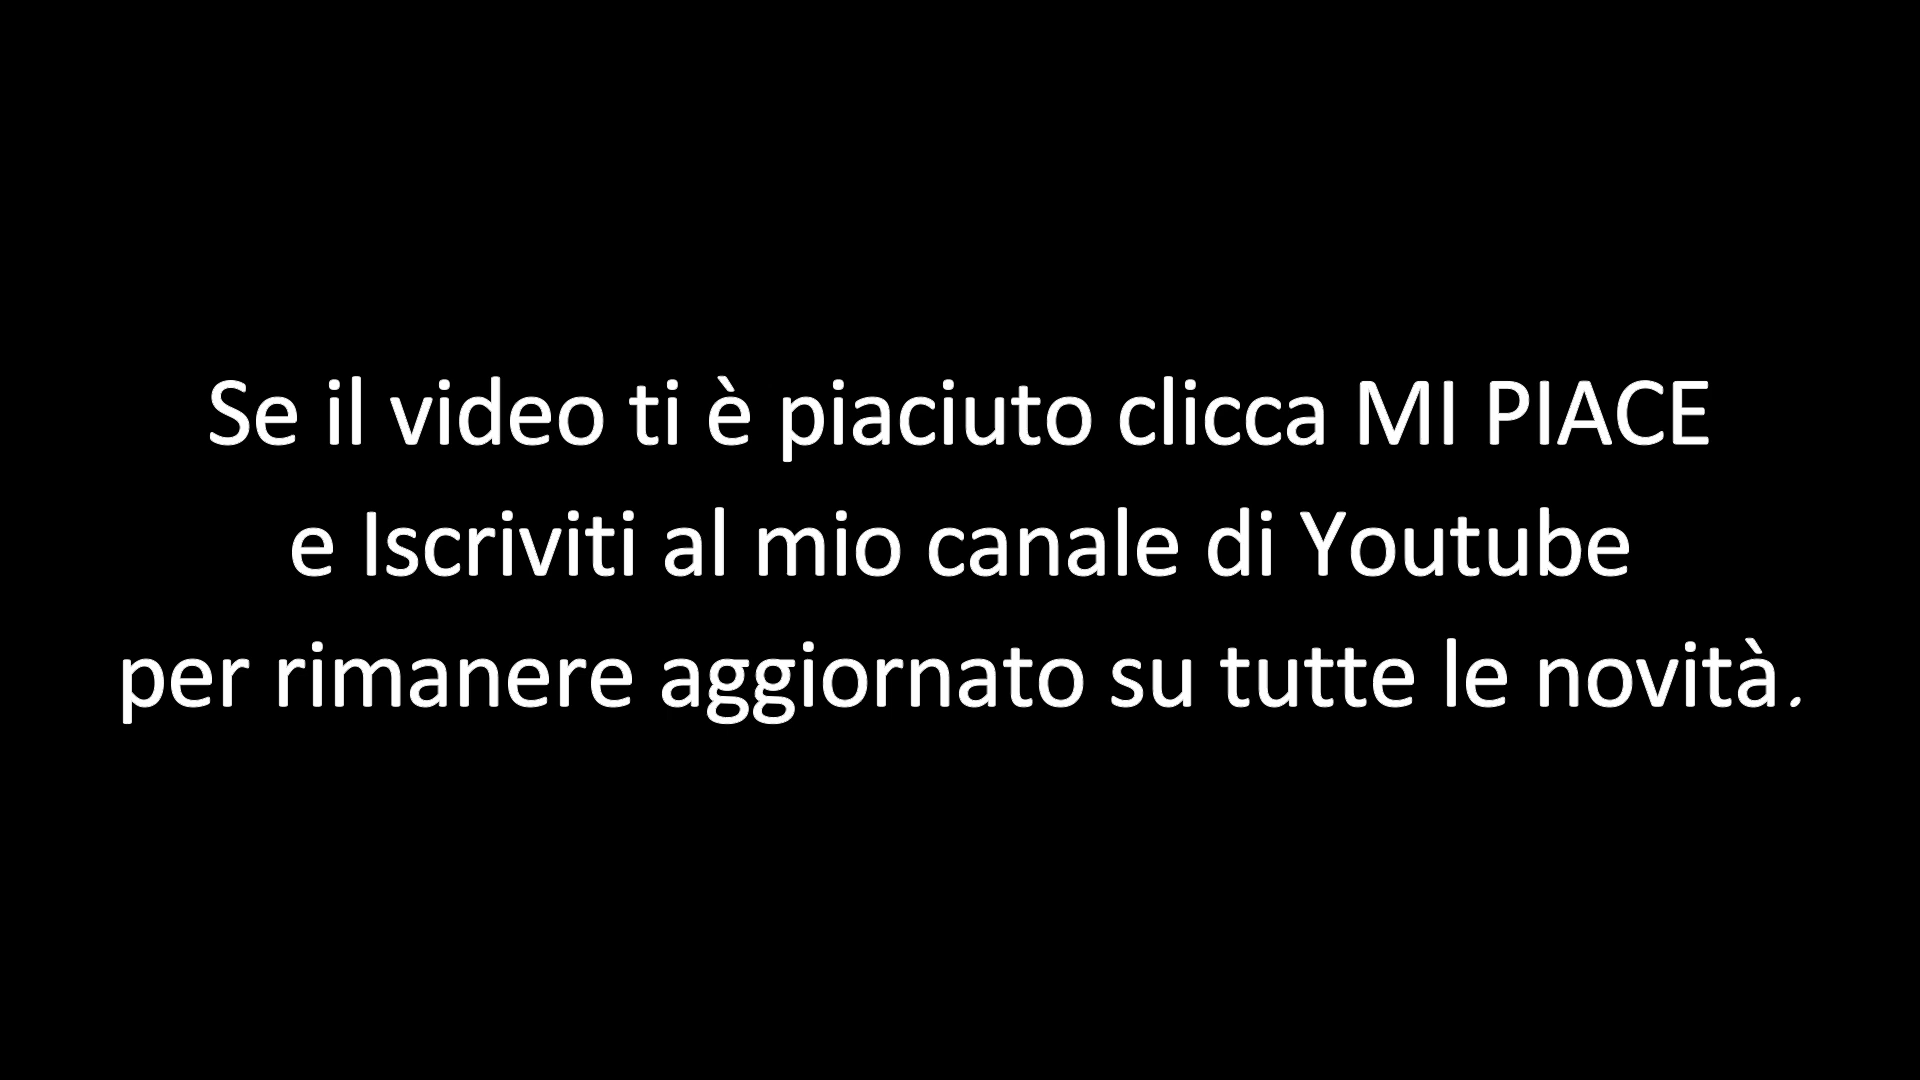 Se il video ti è piaciuto clicca MI PIACE
e Iscriviti al mio canale di Youtube
per rimanere aggiornato su tutte le novità.